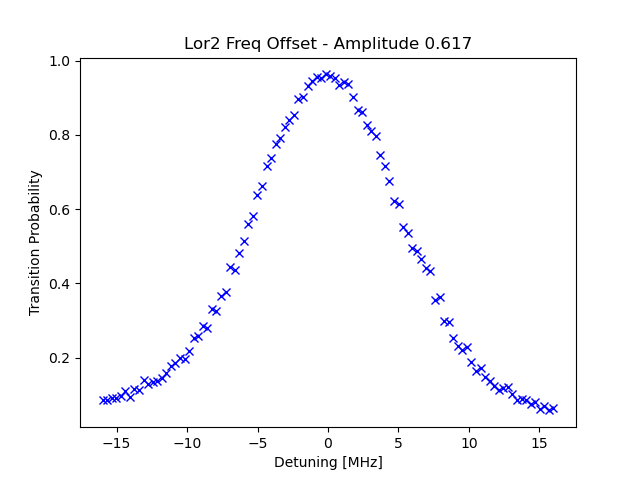 Lor2 Freq Offset - Amplitude 0.617
1.0
0.8
0.6
0.4
0.2
Transition Probability
−15 −10 −5 0 5 10 15
Detuning [MHz]